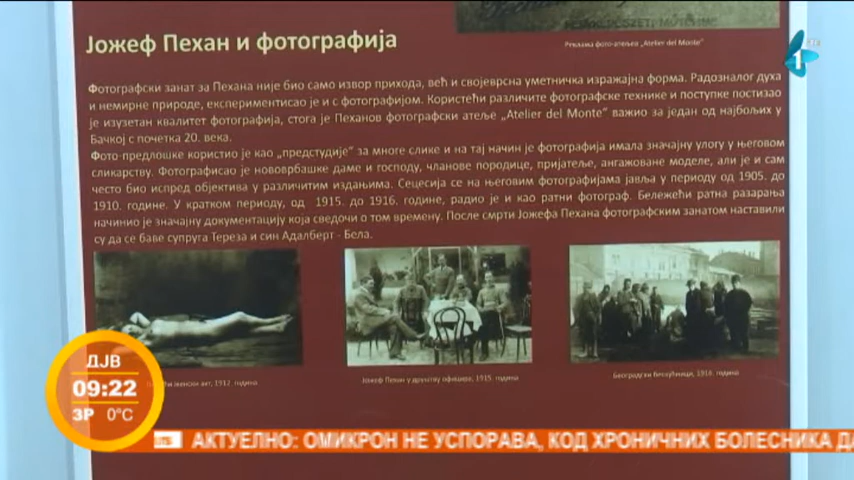 Рекламa фото-атељеа „Atelier del Monte"
Јожеф Пехан и фотографија
Фотографски занат за Пехана није био само извор прихода, већ и својеврсна уметничка изражајна форма. Радозналог духа
и немирне природе, експериментисао је и с фотографијом. Користећи различите фотографске технике и поступке постизао
је изузетан квалитет фотографија, стога је Пеханов фотографски атеље „Atelier del Monte" важио за један од најбољих у
Бачкој с почетка 20. века.
Фото-предлошке користио је као „предстудије" за многе слике и на тај начин је фотографија имала значајну улогу у његовом
сликарству. Фотографисао је нововрбашке даме и господу, чланове породице, пријатеље, ангажоване моделе, али је и сам
често био испред објектива у различитим издањима. Сецесија се на његовим фотографијама јавља у периоду од 1905. до
1910. године. У кратком периоду, од 1915. до 1916. године, радио је и као ратни фотограф. Бележећи ратна разарања
начинио је значајну документацију која сведочи о том времену. После смрти Јожефа Пехана фотографским занатом наставили
су да се баве супруга Тереза и син Адалберт - Бела.
женски акт, 1912. година
Јожеф Пехан у друштву официра, 1915. година
Београдски бескућници, 1916. година
ДЈВ
09:22
ЗР 0°C
АКТУЕЛНО: ОМИКРОН НЕ УСПОРАВА, КОД ХРОНИЧНИХ БОЛЕСНИКА ДА